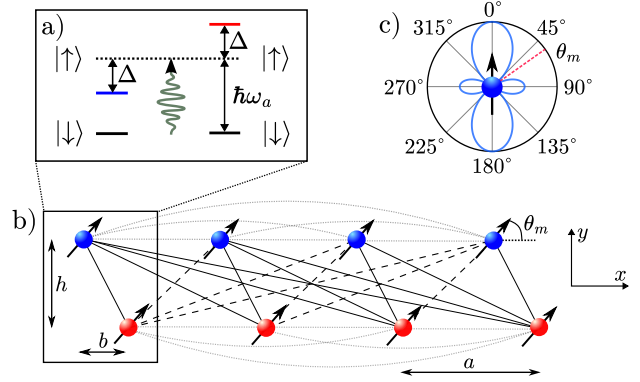 a)
|↑⟩ Δ Δ |↑⟩
ħω_a
|↓⟩ |↓⟩
c)
0°
315° 45°
θ_m
270° 90°
225° 135°
180°
b)
θ_m
h
b
a
y
x